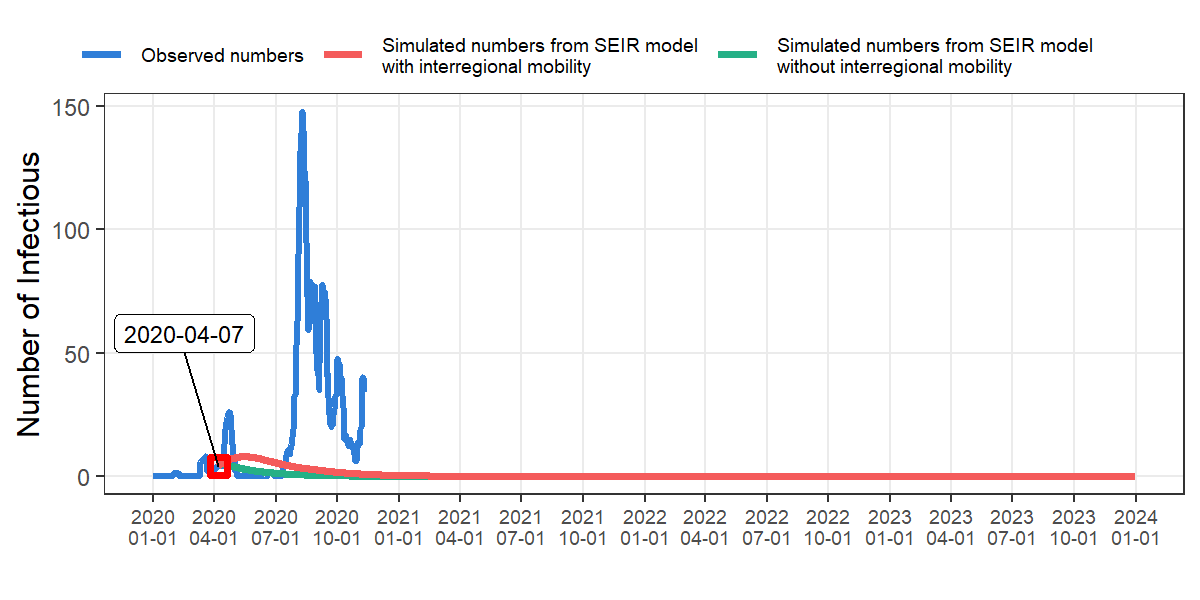 Observed numbers
Simulated numbers from SEIR model
with interregional mobility
Simulated numbers from SEIR model
without interregional mobility
Number of Infectious
150
100
50
0
2020-04-07
2020 2020 2020 2020 2021 2021 2021 2021 2022 2022 2022 2022 2023 2023 2023 2023 2024
01-01 04-01 07-01 10-01 01-01 04-01 07-01 10-01 01-01 04-01 07-01 10-01 01-01 04-01 07-01 10-01 01-01